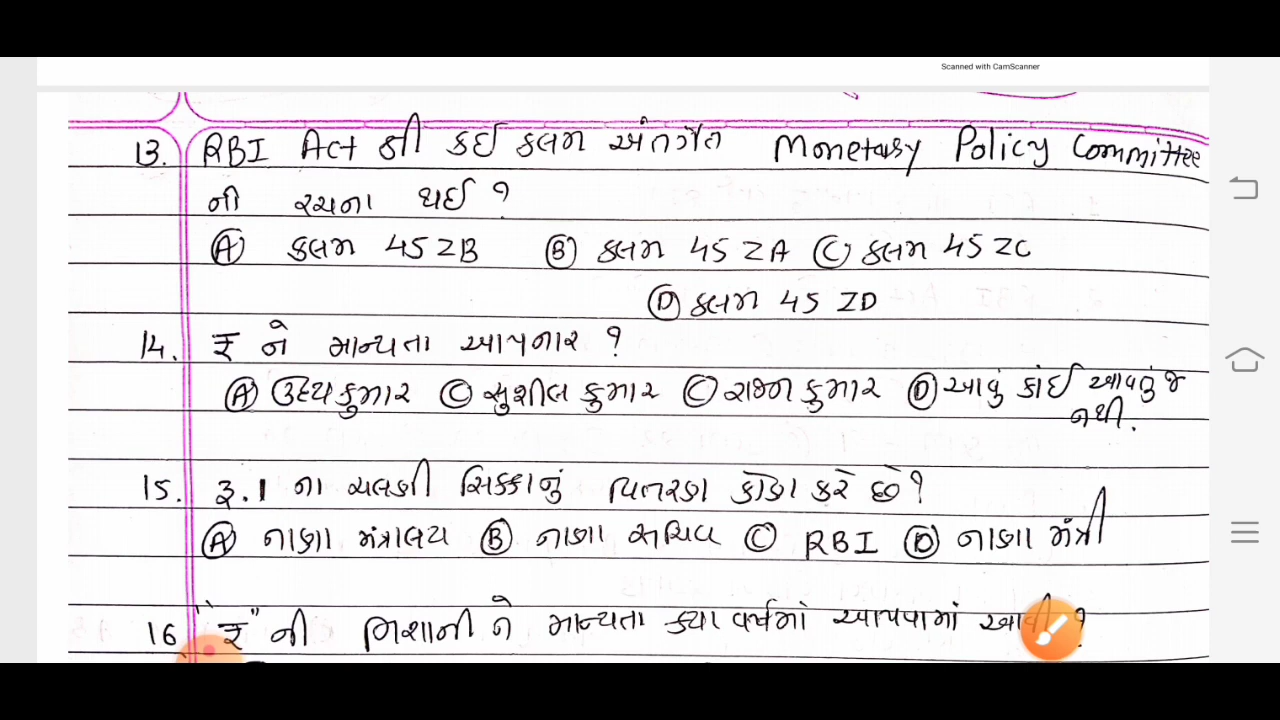 Scanned with CamScanner
13. RBI Act ની કઈ કલમ અંતર્ગત Monetary Policy Committee
ની રચના થઈ ?
(A) કલમ 45 ZB (B) કલમ 45 ZA (C) કલમ 45 ZC
(D) કલમ 45 ZD
14. ₹ ને માન્યતા આપનાર ?
(A) ઉદયકુમાર (C) સુશીલ કુમાર (C) રાજ કુમાર (D) આવું કાંઈ આવતું જ
નથી.
15. રૂ.1 ના ચલણી સિક્કાનું વિતરણ કોણ કરે છે ?
(A) નાણા મંત્રાલય (B) નાણા સચિવ (C) RBI (D) નાણા મંત્રી
16 "₹" ની નિશાની ને માન્યતા ક્યા વર્ષમાં આપવામાં આવી ?